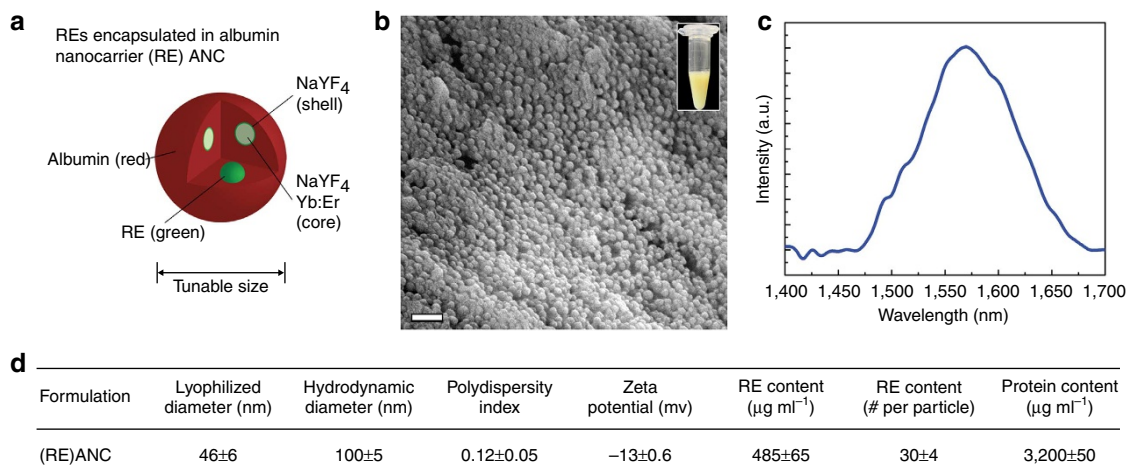 a
REs encapsulated in albumin
nanocarrier (RE) ANC
NaYF4
(shell)
Albumin (red)
NaYF4
Yb:Er
(core)
RE (green)
Tunable size
b
c
Intensity (a.u.)
1,400 1,450 1,500 1,550 1,600 1,650 1,700
Wavelength (nm)
d
Formulation Lyophilized diameter (nm) Hydrodynamic diameter (nm) Polydispersity index Zeta potential (mv) RE content (μg ml⁻¹) RE content (# per particle) Protein content (μg ml⁻¹)
(RE)ANC 46±6 100±5 0.12±0.05 −13±0.6 485±65 30±4 3,200±50